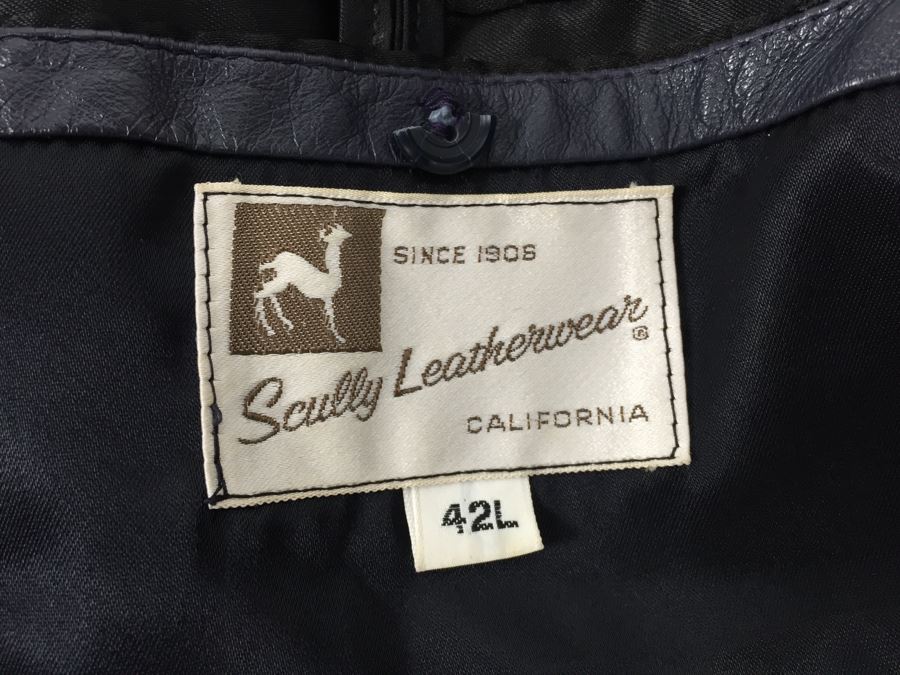 SINCE 1906
Scully Leatherwear®
CALIFORNIA
42L